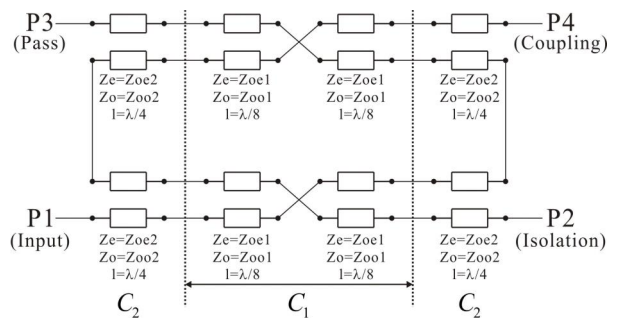 P3 P4
(Pass) (Coupling)
Ze=Zoe2 Ze=Zoe1 Ze=Zoe1 Ze=Zoe2
Zo=Zoo2 Zo=Zoo1 Zo=Zoo1 Zo=Zoo2
l=λ/4 l=λ/8 l=λ/8 l=λ/4
P1 P2
(Input) (Isolation)
Ze=Zoe2 Ze=Zoe1 Ze=Zoe1 Ze=Zoe2
Zo=Zoo2 Zo=Zoo1 Zo=Zoo1 Zo=Zoo2
l=λ/4 l=λ/8 l=λ/8 l=λ/4
C₂ C₁ C₂